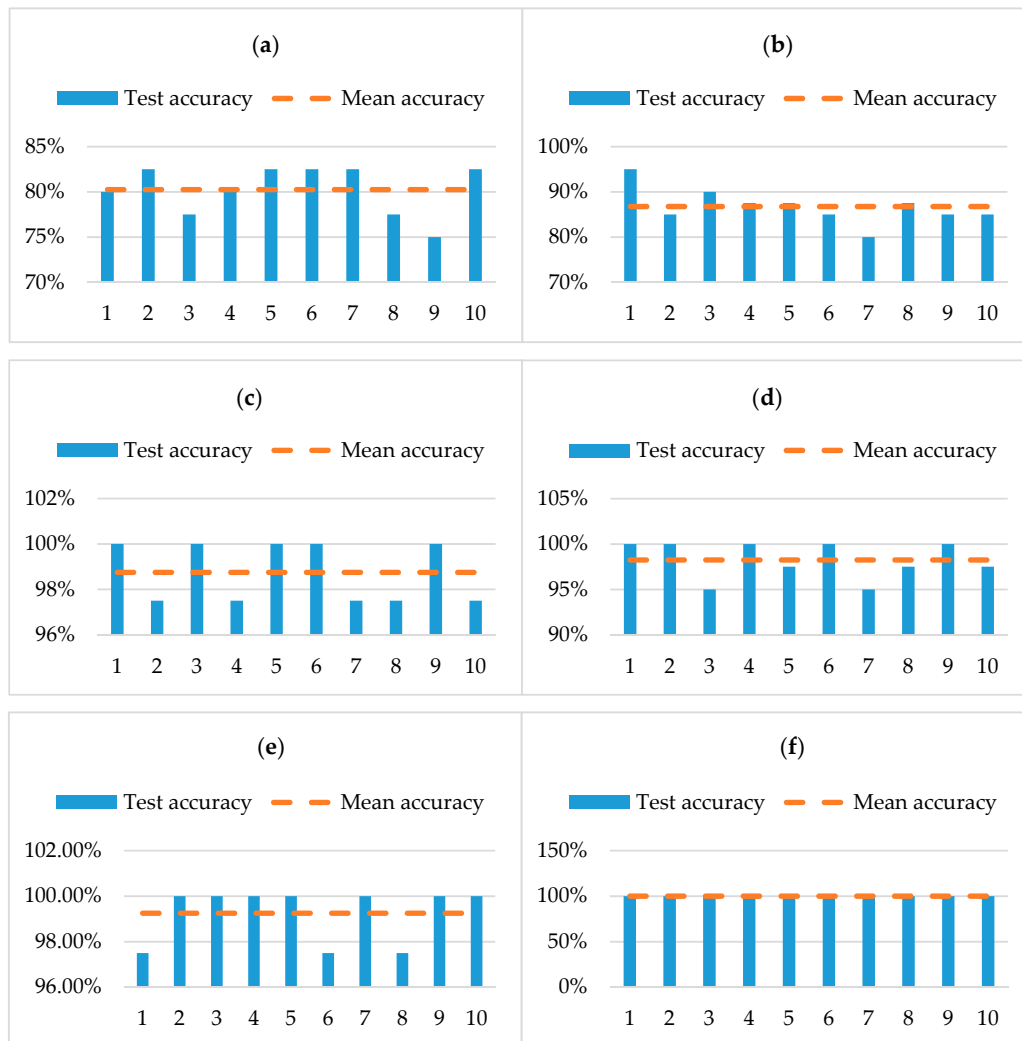 (a)
Test accuracy Mean accuracy
85%
80%
75%
70%
1 2 3 4 5 6 7 8 9 10
(b)
Test accuracy Mean accuracy
100%
90%
80%
70%
1 2 3 4 5 6 7 8 9 10
(c)
Test accuracy Mean accuracy
102%
100%
98%
96%
1 2 3 4 5 6 7 8 9 10
(d)
Test accuracy Mean accuracy
105%
100%
95%
90%
1 2 3 4 5 6 7 8 9 10
(e)
Test accuracy Mean accuracy
102.00%
100.00%
98.00%
96.00%
1 2 3 4 5 6 7 8 9 10
(f)
Test accuracy Mean accuracy
150%
100%
50%
0%
1 2 3 4 5 6 7 8 9 10